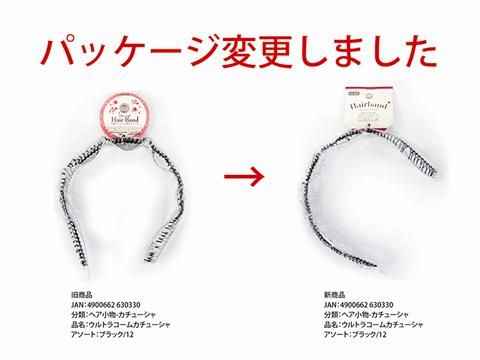 パッケージ変更しました
Hair Band
Hairband
→
旧商品
JAN：4900662 630330
分類：ヘア小物-カチューシャ
品名：ウルトラコームカチューシャ
アソート：ブラック/12
新商品
JAN：4900662 630330
分類：ヘア小物-カチューシャ
品名：ウルトラコームカチューシャ
アソート：ブラック/12